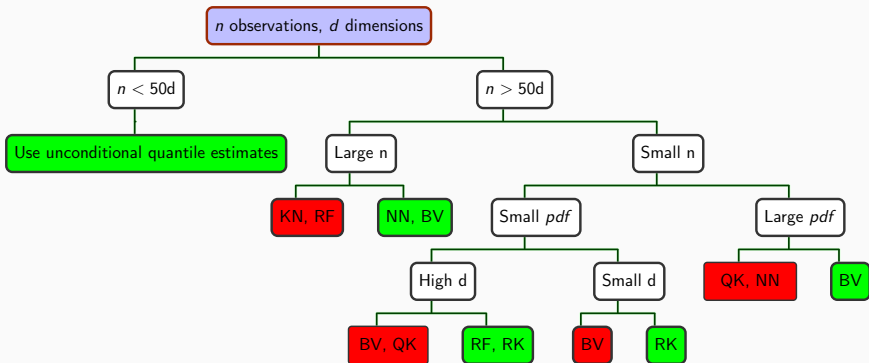 n observations, d dimensions
n < 50d
n > 50d
Use unconditional quantile estimates
Large n
Small n
KN, RF
NN, BV
Small pdf
Large pdf
High d
Small d
QK, NN
BV
BV, QK
RF, RK
BV
RK